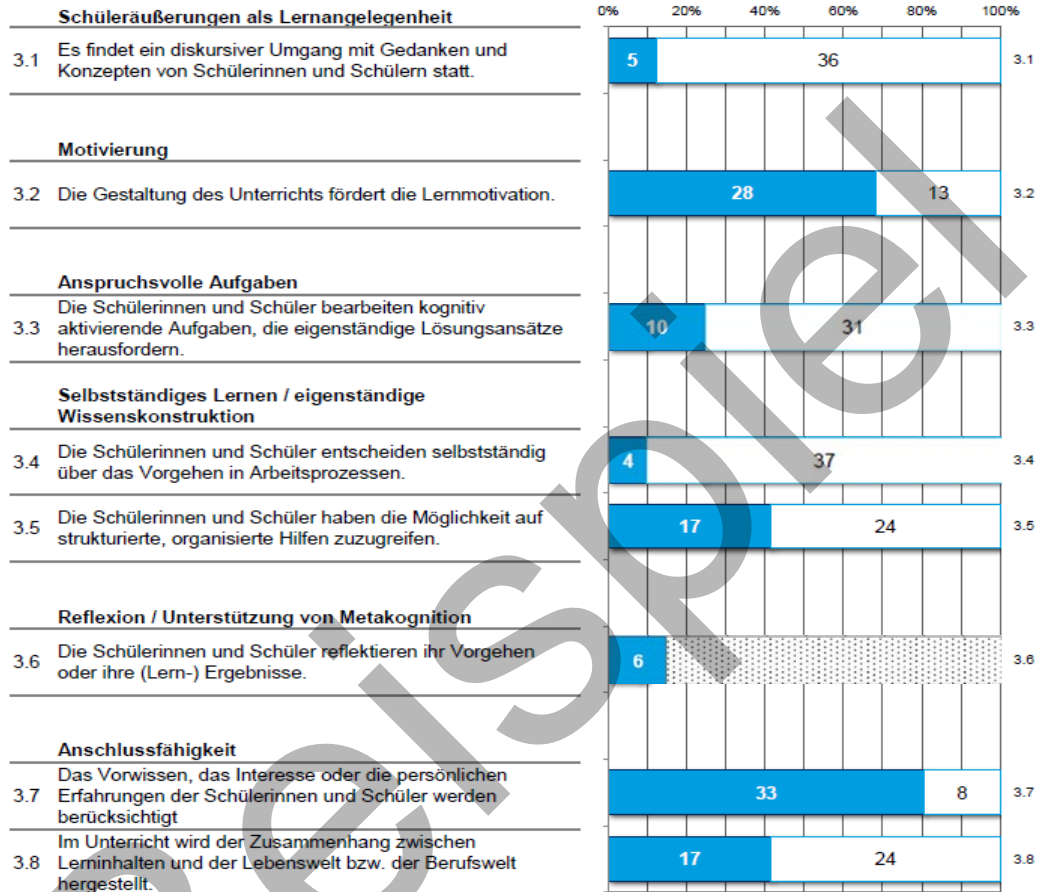 Schüleräußerungen als Lernangelegenheit
0% 20% 40% 60% 80% 100%
3.1 Es findet ein diskursiver Umgang mit Gedanken und
Konzepten von Schülerinnen und Schülern statt.
5 36 3.1
Motivierung
3.2 Die Gestaltung des Unterrichts fördert die Lernmotivation.
28 13 3.2
Anspruchsvolle Aufgaben
Die Schülerinnen und Schüler bearbeiten kognitiv
3.3 aktivierende Aufgaben, die eigenständige Lösungsansätze
herausfordern.
10 31 3.3
Selbstständiges Lernen / eigenständige
Wissenskonstruktion
3.4 Die Schülerinnen und Schüler entscheiden selbstständig
über das Vorgehen in Arbeitsprozessen.
4 37 3.4
3.5 Die Schülerinnen und Schüler haben die Möglichkeit auf
strukturierte, organisierte Hilfen zuzugreifen.
17 24 3.5
Reflexion / Unterstützung von Metakognition
3.6 Die Schülerinnen und Schüler reflektieren ihr Vorgehen
oder ihre (Lern-) Ergebnisse.
6 3.6
Anschlussfähigkeit
Das Vorwissen, das Interesse oder die persönlichen
3.7 Erfahrungen der Schülerinnen und Schüler werden
berücksichtigt
33 8 3.7
Im Unterricht wird der Zusammenhang zwischen
3.8 Lerninhalten und der Lebenswelt bzw. der Berufswelt
hergestellt.
17 24 3.8
Beispiel